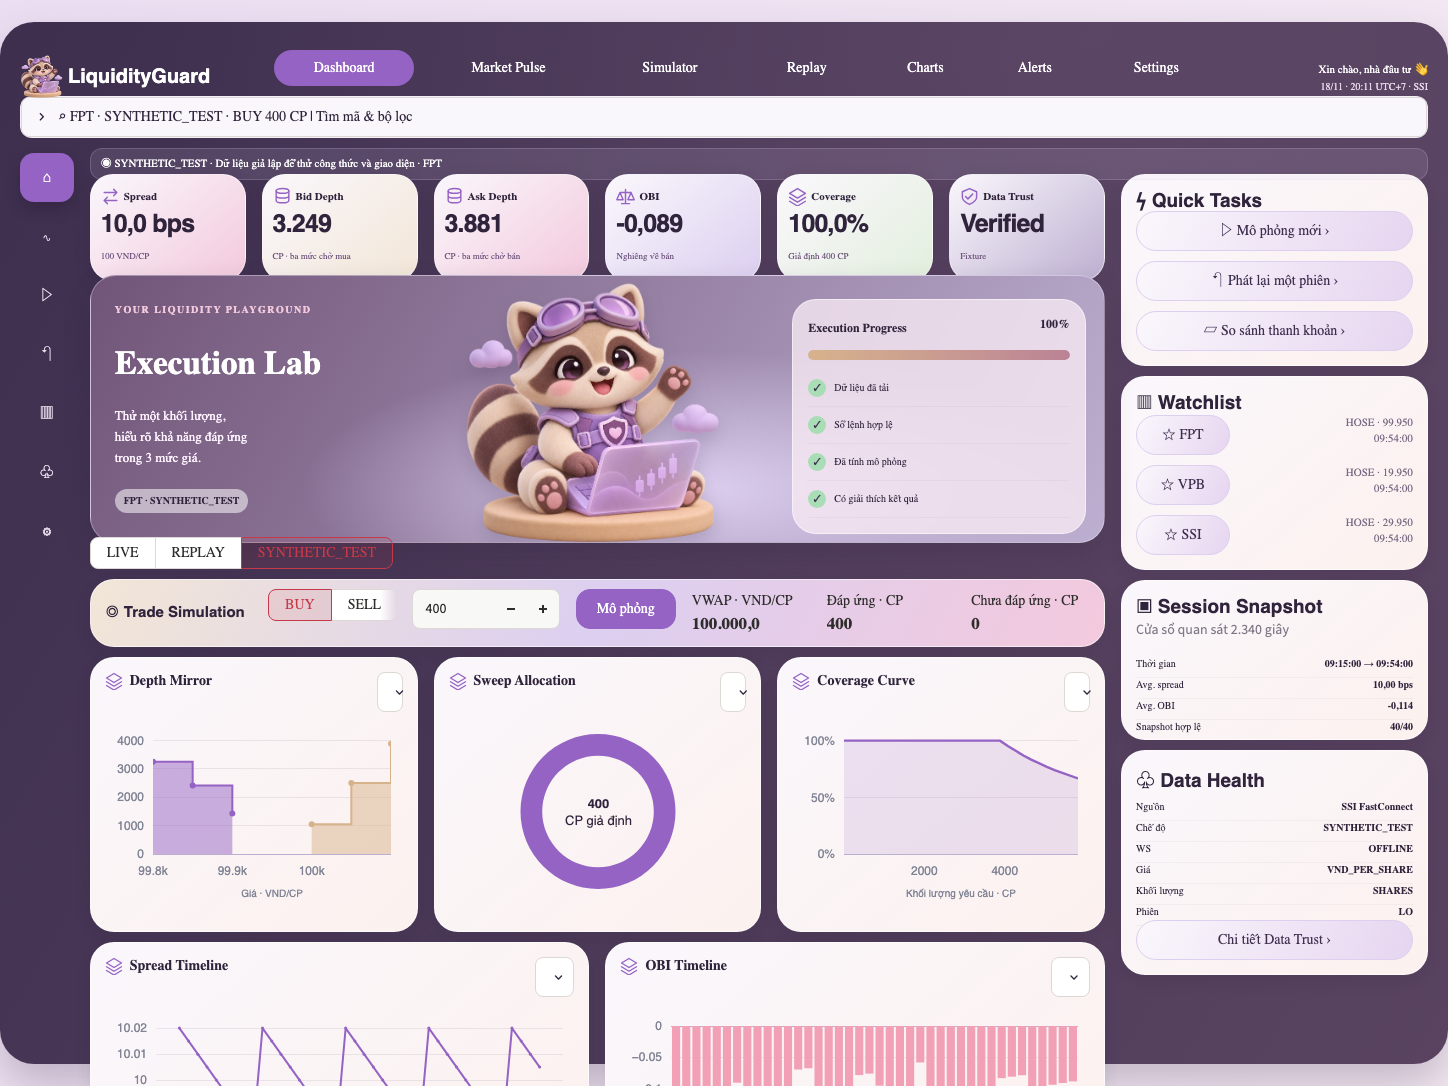 LiquidityGuard
Dashboard
Market Pulse
Simulator
Replay
Charts
Alerts
Settings
Xin chào, nhà đầu tư 👋
18/11 · 20:11 UTC+7 · SSI
FPT · SYNTHETIC_TEST · BUY 400 CP | Tìm mã & bộ lọc
SYNTHETIC_TEST · Dữ liệu giả lập để thử công thức và giao diện · FPT
Spread
10,0 bps
100 VND/CP
Bid Depth
3.249
CP · ba mức chờ mua
Ask Depth
3.881
CP · ba mức chờ bán
OBI
-0,089
Nghiêng về bán
Coverage
100,0%
Giả định 400 CP
Data Trust
Verified
Fixture
YOUR LIQUIDITY PLAYGROUND
Execution Lab
Thử một khối lượng,
hiểu rõ khả năng đáp ứng
trong 3 mức giá.
FPT · SYNTHETIC_TEST
Execution Progress
100%
✓ Dữ liệu đã tải
✓ Sổ lệnh hợp lệ
✓ Đã tính mô phỏng
✓ Có giải thích kết quả
LIVE
REPLAY
SYNTHETIC_TEST
◎ Trade Simulation
BUY
SELL
400
− +
Mô phỏng
VWAP · VND/CP
100.000,0
Đáp ứng · CP
400
Chưa đáp ứng · CP
0
Depth Mirror
4000
3000
2000
1000
0
99.8k
99.9k
100k
Giá · VND/CP
Sweep Allocation
400
CP giả định
Coverage Curve
100%
50%
0%
2000
4000
Khối lượng yêu cầu · CP
Spread Timeline
10.02
10.01
10
OBI Timeline
0
−0.05
Quick Tasks
▷ Mô phỏng mới ›
Phát lại một phiên ›
▱ So sánh thanh khoản ›
▥ Watchlist
☆ FPT
HOSE · 99.950
09:54:00
☆ VPB
HOSE · 19.950
09:54:00
☆ SSI
HOSE · 29.950
09:54:00
▣ Session Snapshot
Cửa sổ quan sát 2.340 giây
Thời gian
09:15:00 → 09:54:00
Avg. spread
10,00 bps
Avg. OBI
-0,114
Snapshot hợp lệ
40/40
♧ Data Health
Nguồn
SSI FastConnect
Chế độ
SYNTHETIC_TEST
WS
OFFLINE
Giá
VND_PER_SHARE
Khối lượng
SHARES
Phiên
LO
Chi tiết Data Trust ›